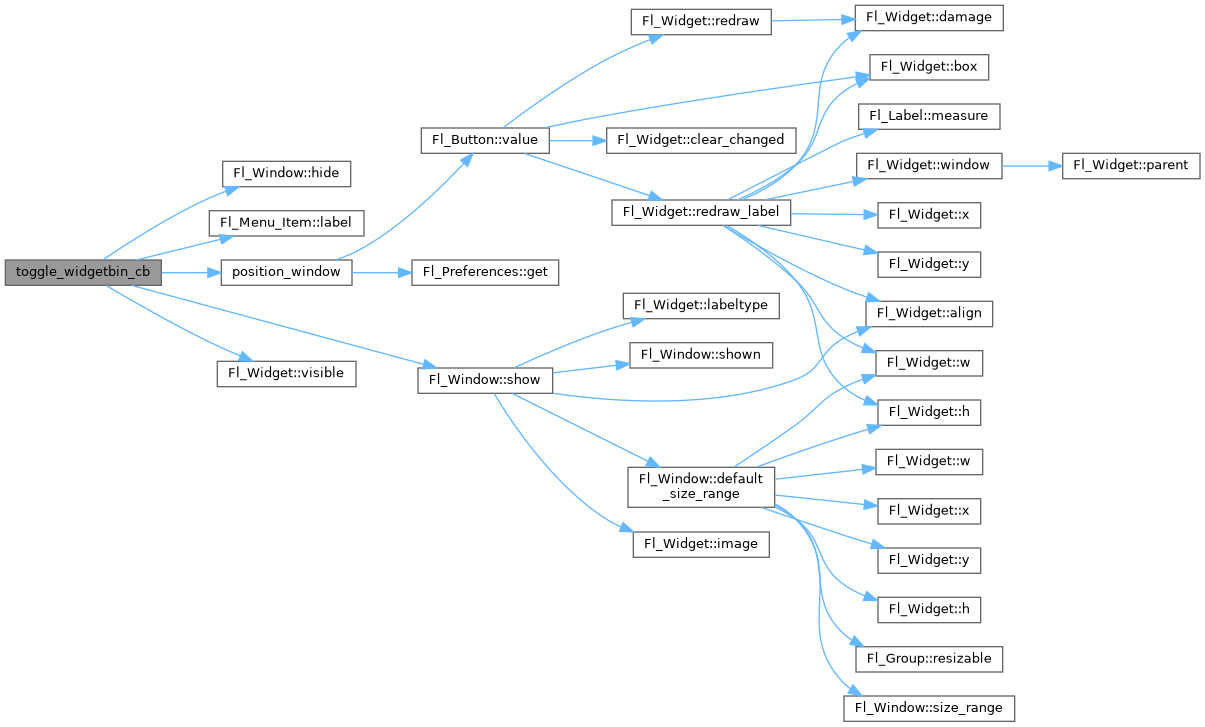 toggle_widgetbin_cb
Fl_Window::hide
Fl_Menu_Item::label
position_window
Fl_Widget::visible
Fl_Button::value
Fl_Preferences::get
Fl_Window::show
Fl_Widget::redraw
Fl_Widget::clear_changed
Fl_Widget::redraw_label
Fl_Widget::labeltype
Fl_Window::shown
Fl_Window::default
_size_range
Fl_Widget::image
Fl_Widget::damage
Fl_Widget::box
Fl_Label::measure
Fl_Widget::window
Fl_Widget::x
Fl_Widget::y
Fl_Widget::align
Fl_Widget::w
Fl_Widget::h
Fl_Widget::w
Fl_Widget::x
Fl_Widget::y
Fl_Widget::h
Fl_Group::resizable
Fl_Window::size_range
Fl_Widget::parent